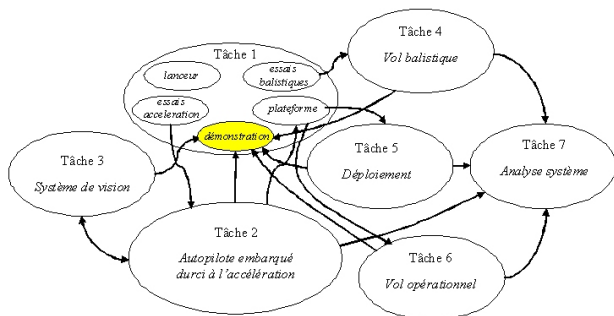 Tâche 1
lanceur
essais
balistiques
essais
acceleration
plateforme
démonstration
Tâche 4
Vol balistique
Tâche 3
Système de vision
Tâche 5
Déploiement
Tâche 7
Analyse système
Tâche 2
Autopilote embarqué
durci à l'accélération
Tâche 6
Vol opérationnel